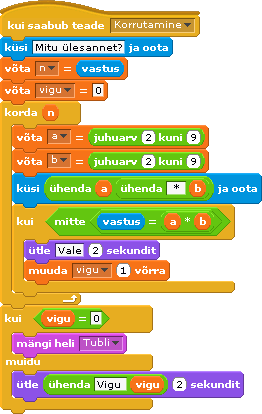 kui saabub teade Korrutamine
küsi Mitu ülesannet? ja oota
võta n = vastus
võta vigu = 0
korda n
võta a = juhuarv 2 kuni 9
võta b = juhuarv 2 kuni 9
küsi ühenda a ühenda * b ja oota
kui mitte vastus = a * b
ütle Vale 2 sekundit
muuda vigu 1 võrra
kui vigu = 0
mängi heli Tubli
muidu
ütle ühenda Vigu vigu 2 sekundit